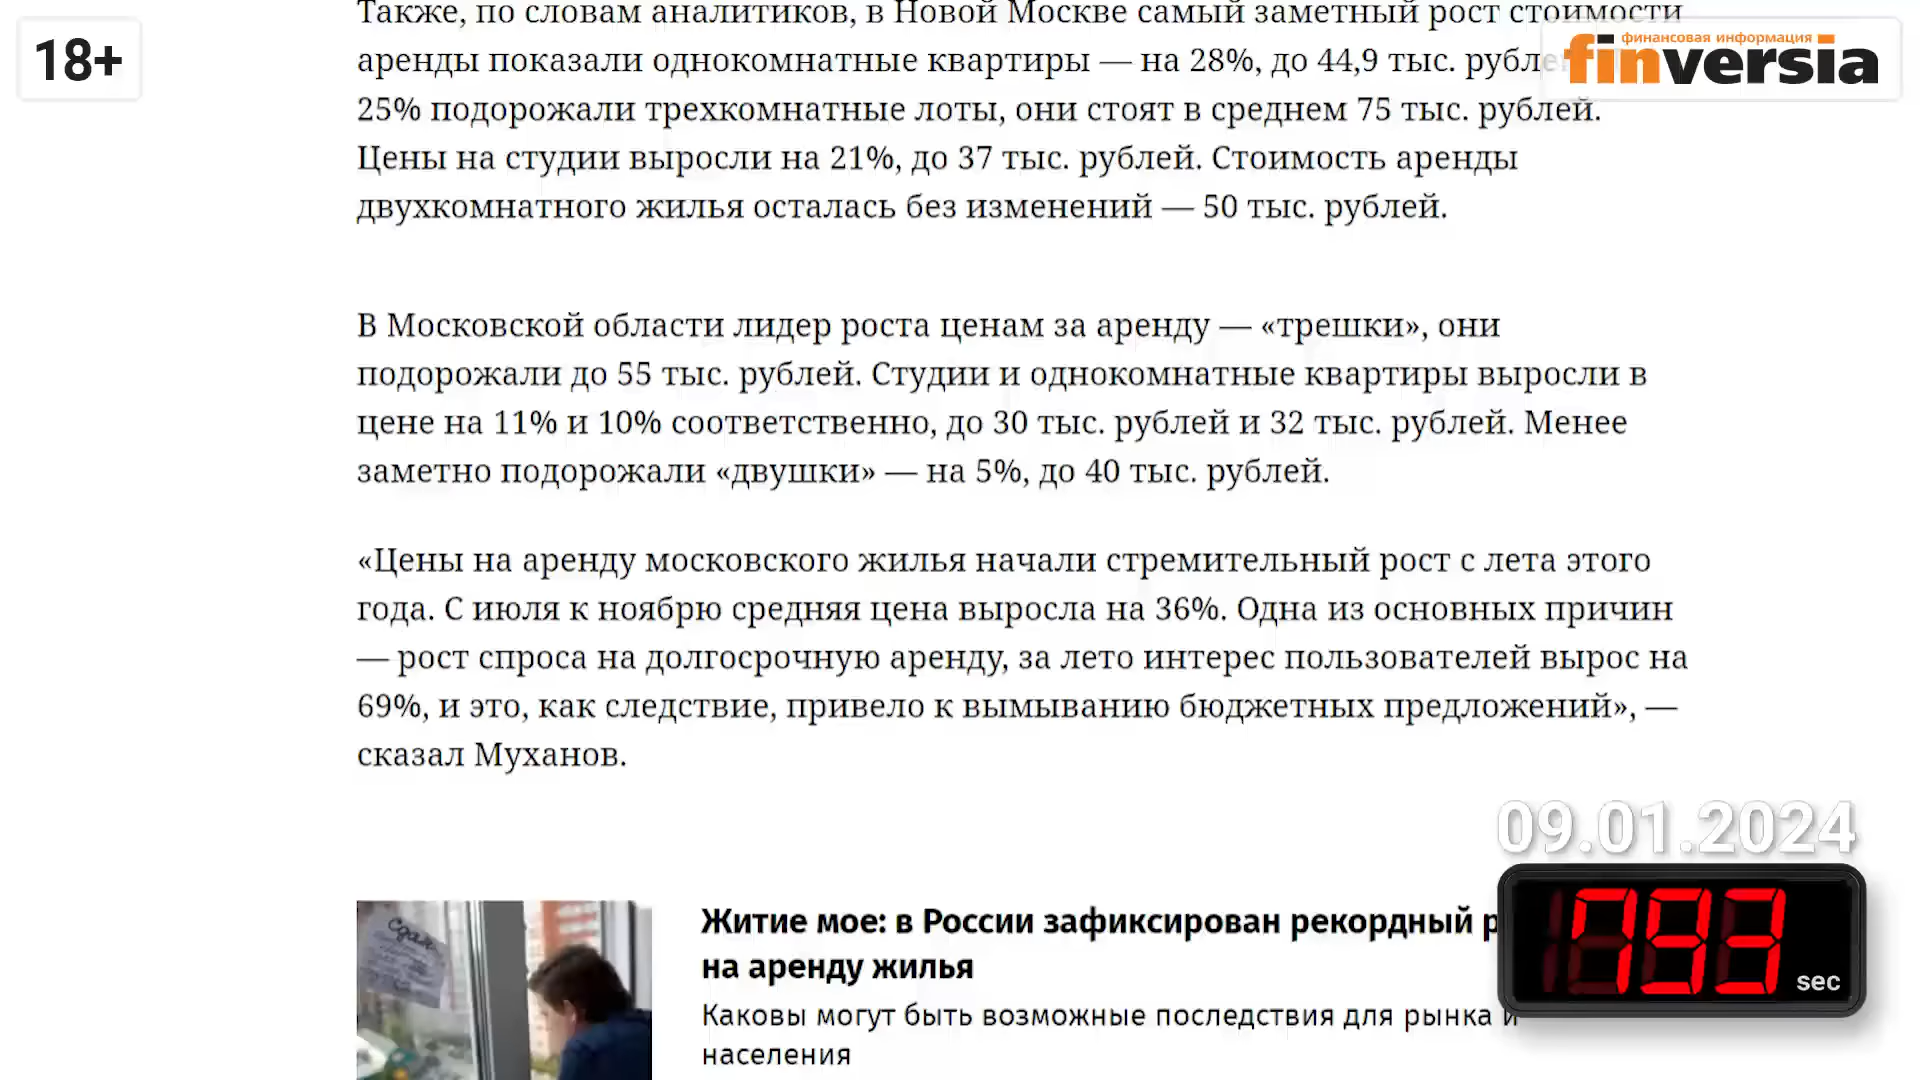 18+
Также, по словам аналитиков, в Новой Москве самый заметный рост стоимости
аренды показали однокомнатные квартиры — на 28%, до 44,9 тыс.
25% подорожали трехкомнатные лоты, они стоят в среднем 75 тыс. рублей.
Цены на студии выросли на 21%, до 37 тыс. рублей. Стоимость аренды
двухкомнатного жилья осталась без изменений — 50 тыс. рублей.
финансовая информация
finversia
В Московской области лидер роста ценам за аренду — «трешки», они
подорожали до 55 тыс. рублей. Студии и однокомнатные квартиры выросли в
цене на 11% и 10% соответственно, до 30 тыс. рублей и 32 тыс. рублей. Менее
заметно подорожали «двушки» — на 5%, до 40 тыс. рублей.
«Цены на аренду московского жилья начали стремительный рост с лета этого
года. С июля к ноябрю средняя цена выросла на 36%. Одна из основных причин
— рост спроса на долгосрочную аренду, за лето интерес пользователей вырос на
69%, и это, как следствие, привело к вымыванию бюджетных предложений», —
сказал Муханов.
Сдам
Житие мое: в России зафиксирован рекордный
на аренду жилья
Каковы могут быть возможные последствия для рынка и
населения
09.01.2024
793 sec